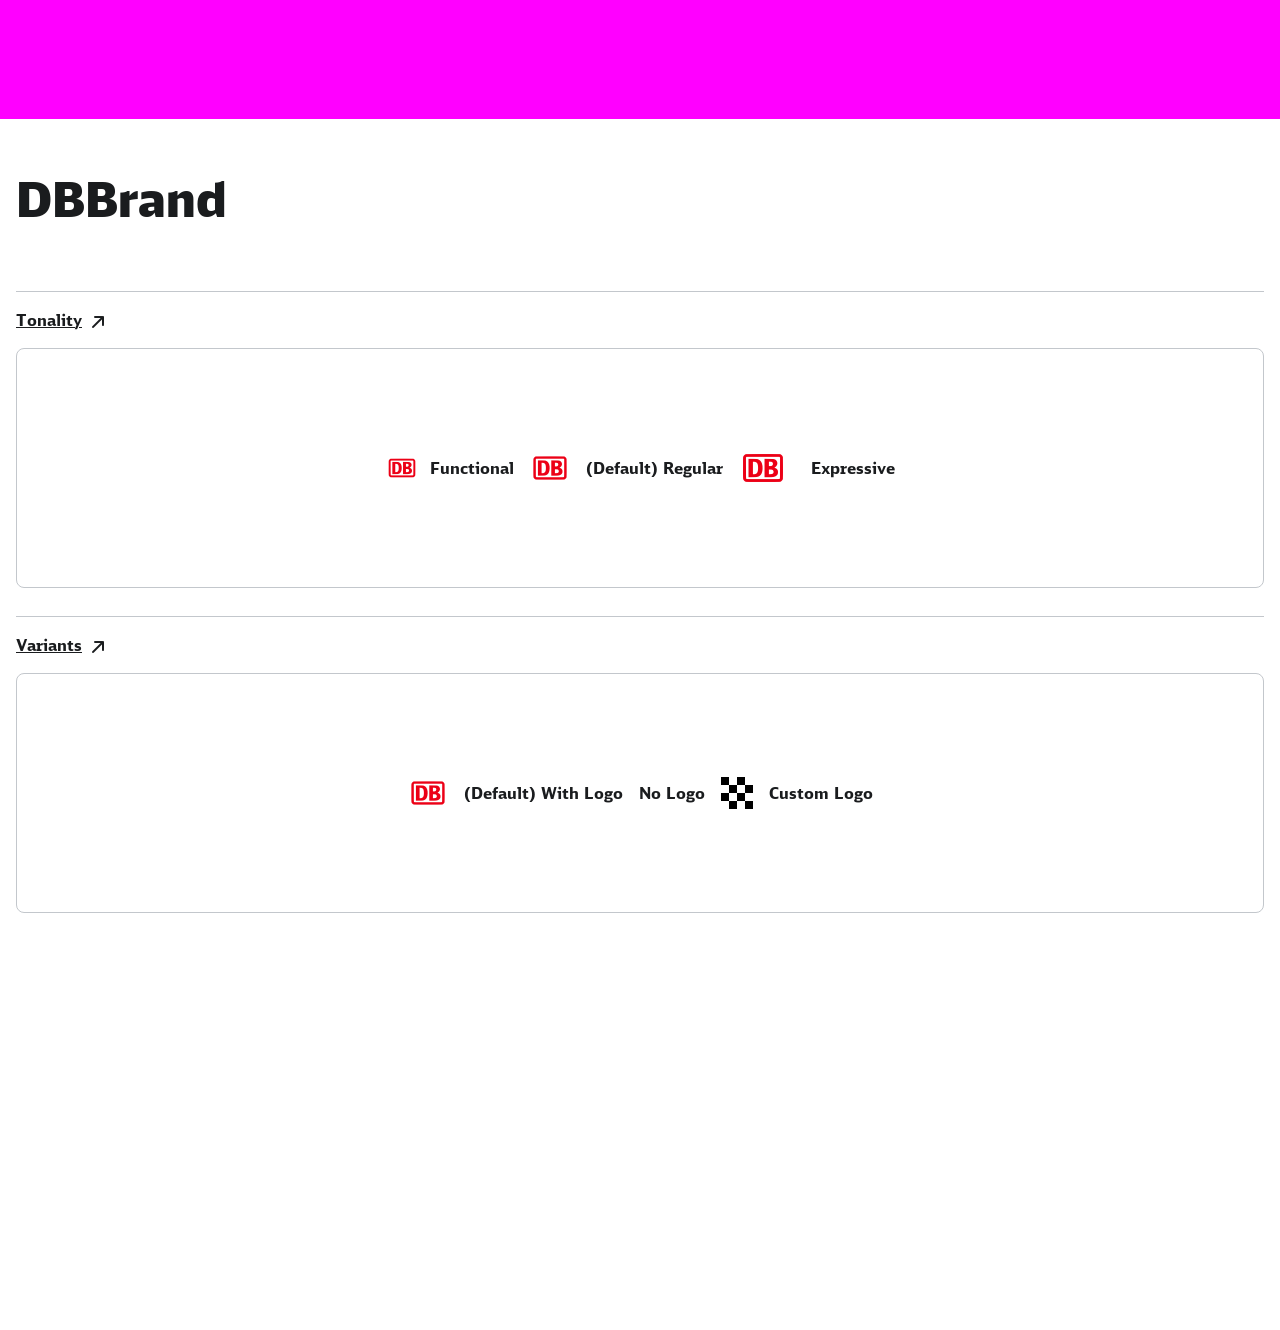 DBBrand
Tonality
DB Functional DB (Default) Regular DB Expressive
Variants
DB (Default) With Logo No Logo Custom Logo